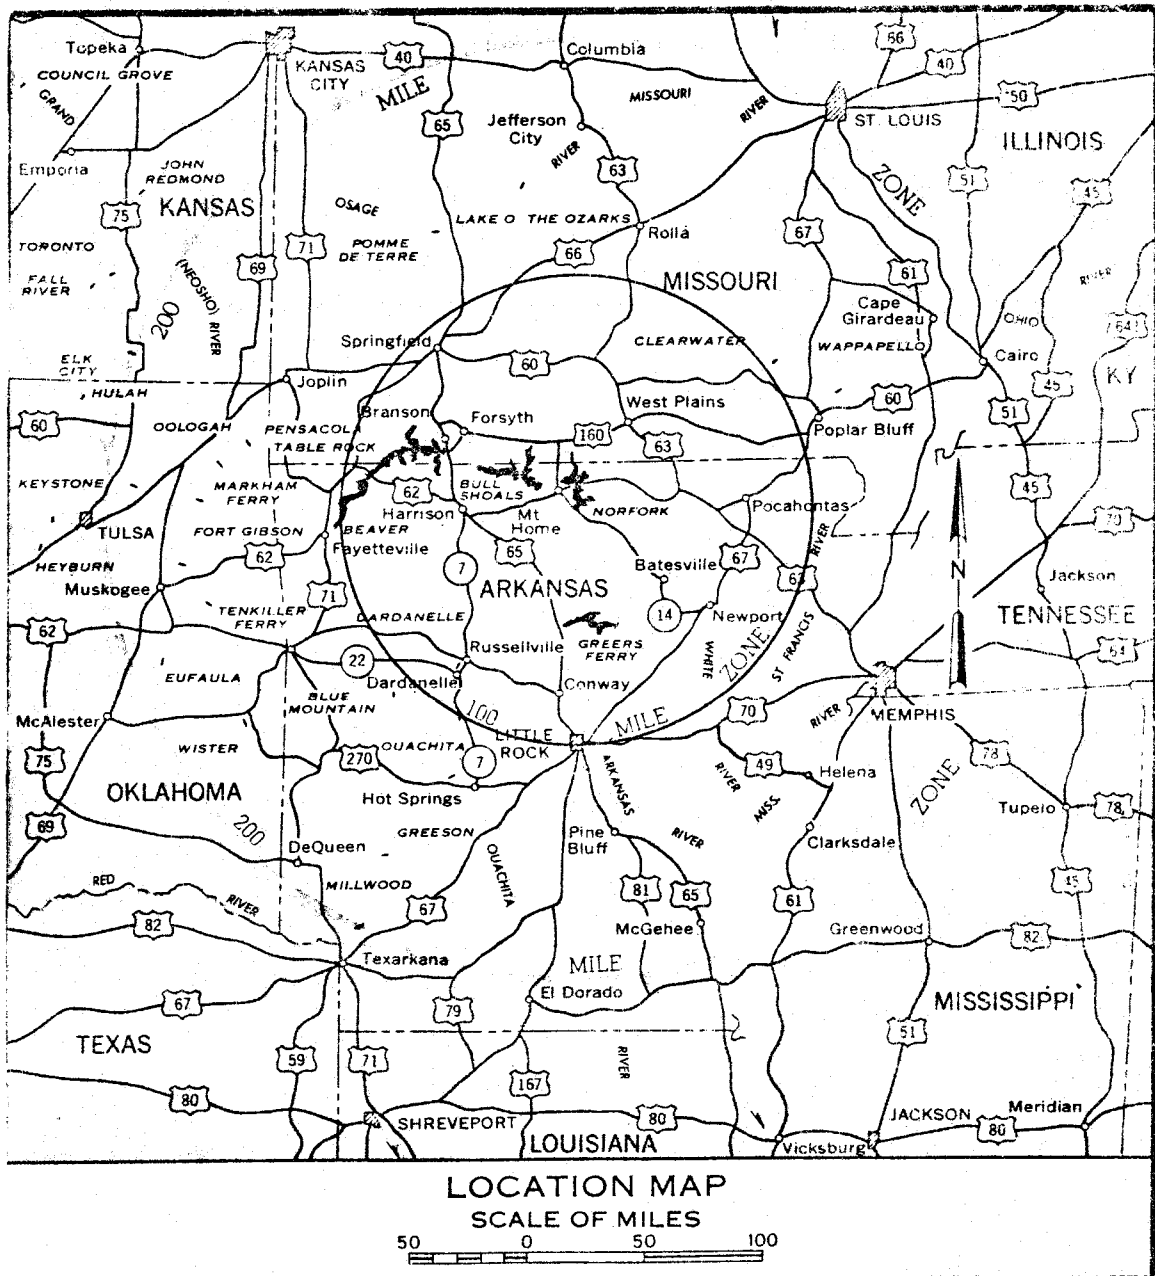 Topeka
COUNCIL GROVE
GRAND
KANSAS
CITY
40
MILE
Columbia
MISSOURI
RIVER
66
40
50
ST. LOUIS
ILLINOIS
65
Jefferson
City
RIVER
63
Emporia
JOHN
REDMOND
75
KANSAS
OSAGE
ZONE
51
45
LAKE O THE OZARKS
Rolla
67
TORONTO
FALL
RIVER
71
69
POMME
DE TERRE
66
MISSOURI
61
RIVER
(NEOSHO) RIVER
200
Cape
Girardeau
OHIO
641
Springfield
CLEARWATER
WAPPAPELLO
Cairo
ELK
CITY
60
KY
Joplin
45
HULAH
60
OOLOGAH
Branson
Forsyth
West Plains
60
51
PENSACOLA
TABLE ROCK
160
63
Poplar Bluff
KEYSTONE
MARKHAM
FERRY
62
BULL
SHOALS
45
Harrison
Mt
Home
NORFORK
Pocahontas
TULSA
FORT GIBSON
BEAVER
Fayetteville
70
62
65
67
RIVER
HEYBURN
Muskogee
7
Batesville
63
N
Jackson
71
ARKANSAS
TENKILLER
FERRY
DARDANELLE
14
Newport
TENNESSEE
62
Russellville
GREERS
FERRY
WHITE
ZONE
ST FRANCIS
64
22
Dardanelle
EUFAULA
Conway
BLUE
MOUNTAIN
100
MILE
70
RIVER
MEMPHIS
McAlester
LITTLE
ROCK
WISTER
75
270
OUACHITA
7
49
78
Helena
OKLAHOMA
Hot Springs
ARKANSAS
RIVER
MISS.
ZONE
Tupelo
78
69
200
GREESON
Pine
Bluff
RIVER
Clarksdale
DeQueen
OUACHITA
RED
RIVER
MILLWOOD
81
65
61
45
67
82
McGehee
Greenwood
82
Texarkana
MILE
El Dorado
67
79
MISSISSIPPI
TEXAS
51
59
71
167
RIVER
80
SHREVEPORT
80
JACKSON
Meridian
80
LOUISIANA
Vicksburg
LOCATION MAP
SCALE OF MILES
50 0 50 100